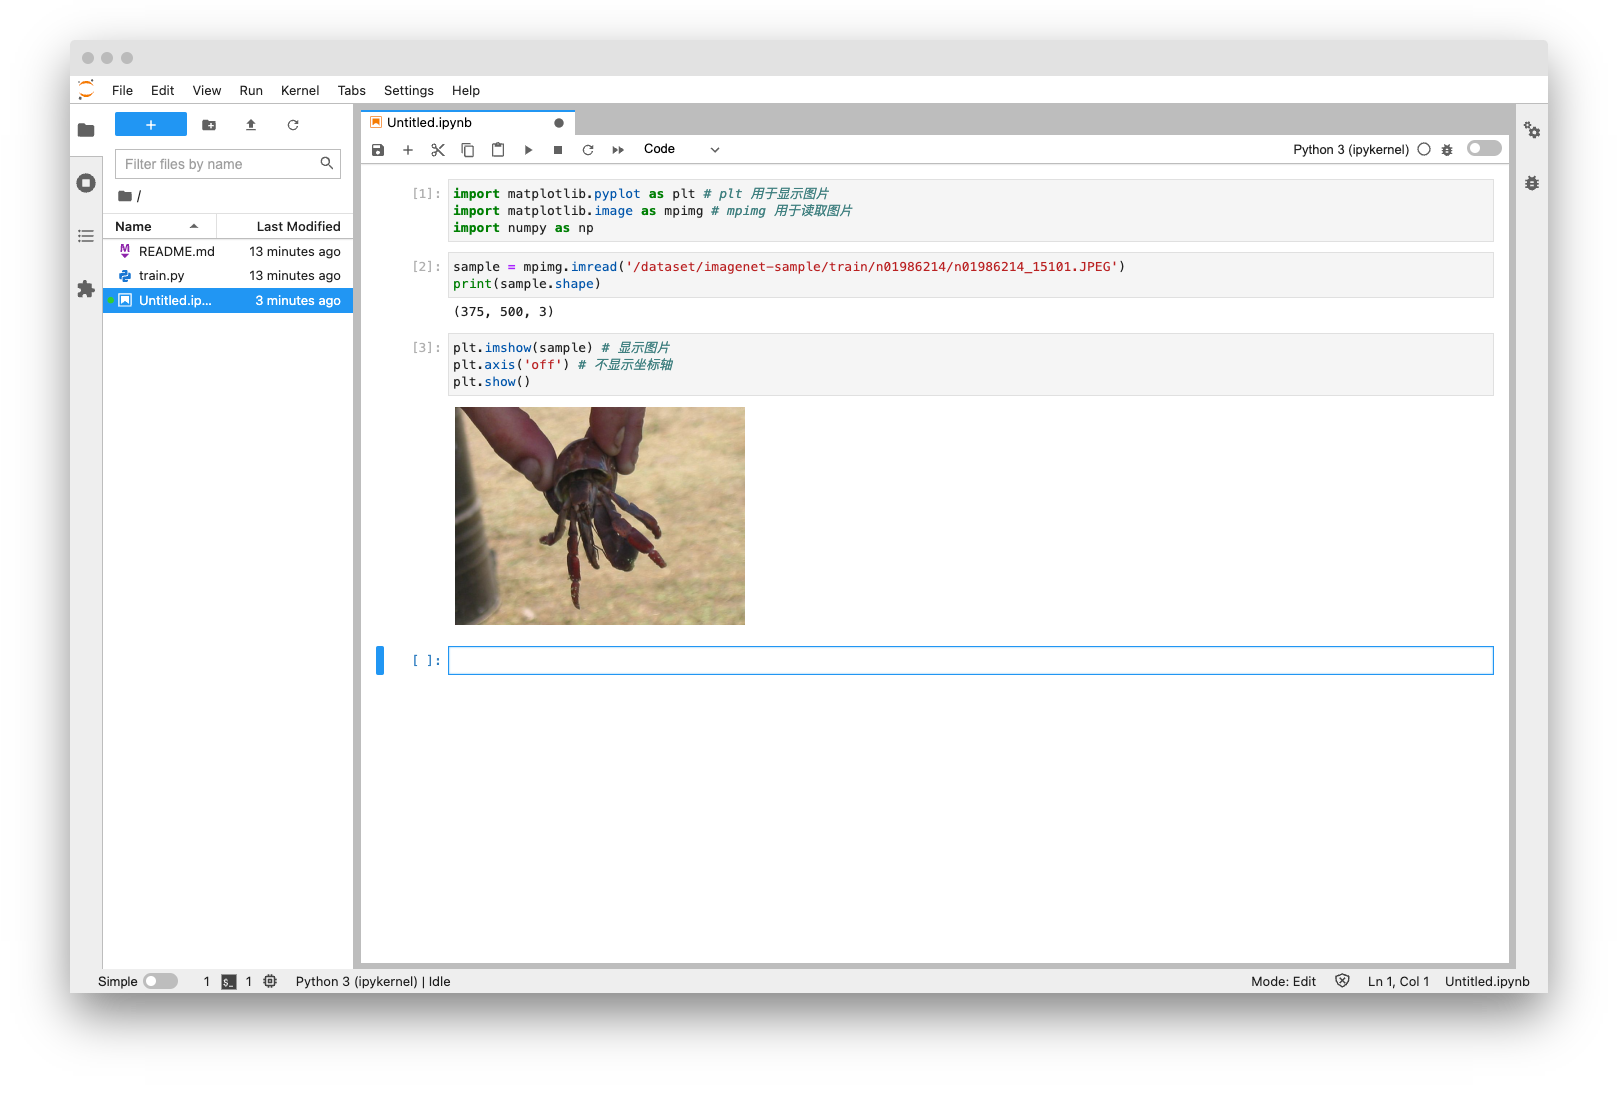 File Edit View Run Kernel Tabs Settings Help
Filter files by name
/
Name Last Modified
README.md 13 minutes ago
train.py 13 minutes ago
Untitled.ip... 3 minutes ago
Untitled.ipynb
Code
Python 3 (ipykernel)
[1]: import matplotlib.pyplot as plt # plt 用于显示图片
import matplotlib.image as mpimg # mpimg 用于读取图片
import numpy as np
[2]: sample = mpimg.imread('/dataset/imagenet-sample/train/n01986214/n01986214_15101.JPEG')
print(sample.shape)
(375, 500, 3)
[3]: plt.imshow(sample) # 显示图片
plt.axis('off') # 不显示坐标轴
plt.show()
[ ]:
Simple 1 $_ 1 Python 3 (ipykernel) | Idle Mode: Edit Ln 1, Col 1 Untitled.ipynb